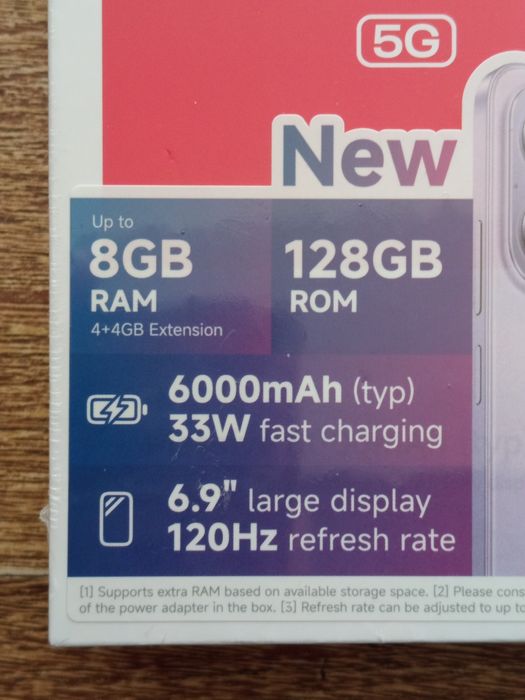 5G
New
Up to
8GB
RAM
4+4GB Extension
128GB
ROM
6000mAh (typ)
33W fast charging
6.9" large display
120Hz refresh rate
[1] Supports extra RAM based on available storage space. [2] Please cons
of the power adapter in the box. [3] Refresh rate can be adjusted to up to